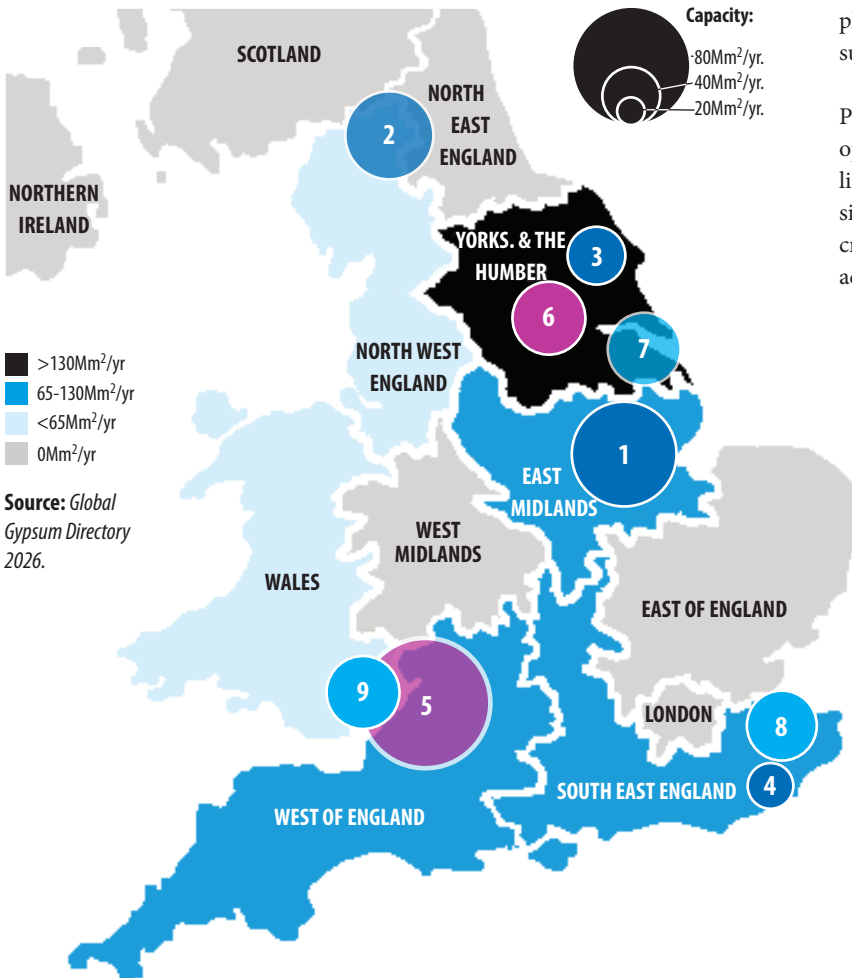 Capacity:
-80Mm²/yr.
40Mm²/yr.
20Mm²/yr.
SCOTLAND
NORTH
EAST
ENGLAND
2
NORTHERN
IRELAND
YORKS. & THE
HUMBER
3
6
7
NORTH WEST
ENGLAND
>130Mm²/yr
65-130Mm²/yr
<65Mm²/yr
0Mm²/yr
Source: Global
Gypsum Directory
2026.
1
EAST
MIDLANDS
WEST
MIDLANDS
WALES
EAST OF ENGLAND
9
5
LONDON
8
4
SOUTH EAST ENGLAND
WEST OF ENGLAND